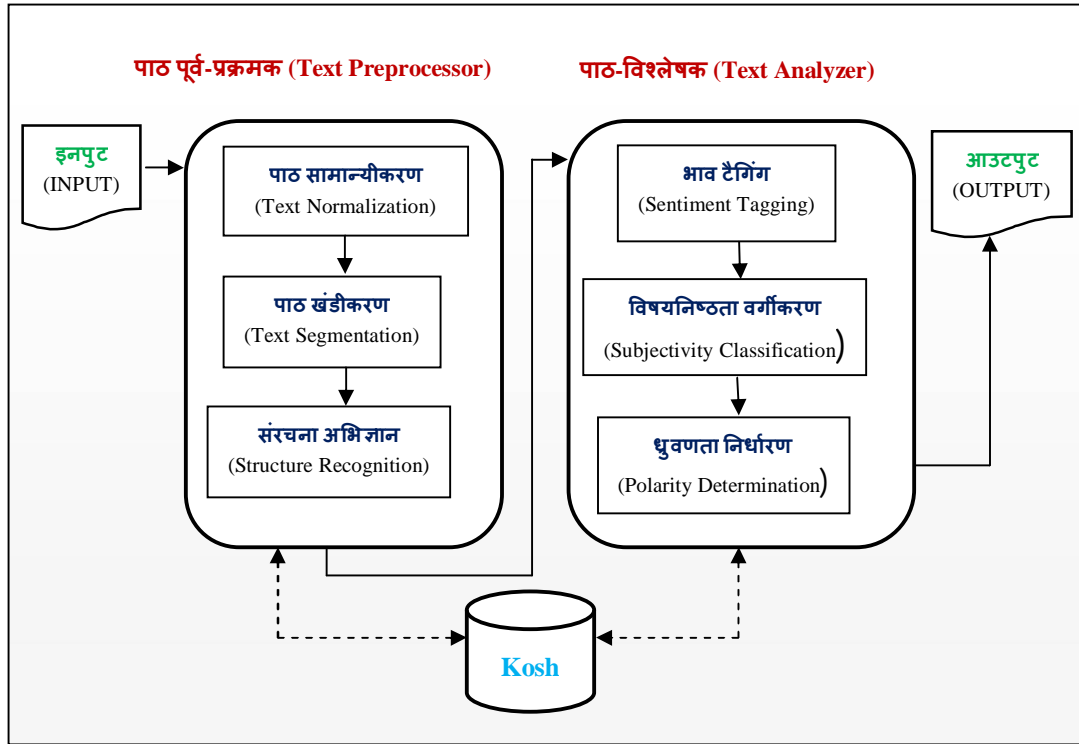 पाठ पूर्व-प्रक्रमक (Text Preprocessor)
पाठ-विश्लेषक (Text Analyzer)
इनपुट
(INPUT)
पाठ सामान्यीकरण
(Text Normalization)
पाठ खंडीकरण
(Text Segmentation)
संरचना अभिज्ञान
(Structure Recognition)
भाव टैगिंग
(Sentiment Tagging)
विषयनिष्ठता वर्गीकरण
(Subjectivity Classification)
ध्रुवणता निर्धारण
(Polarity Determination)
आउटपुट
(OUTPUT)
Kosh